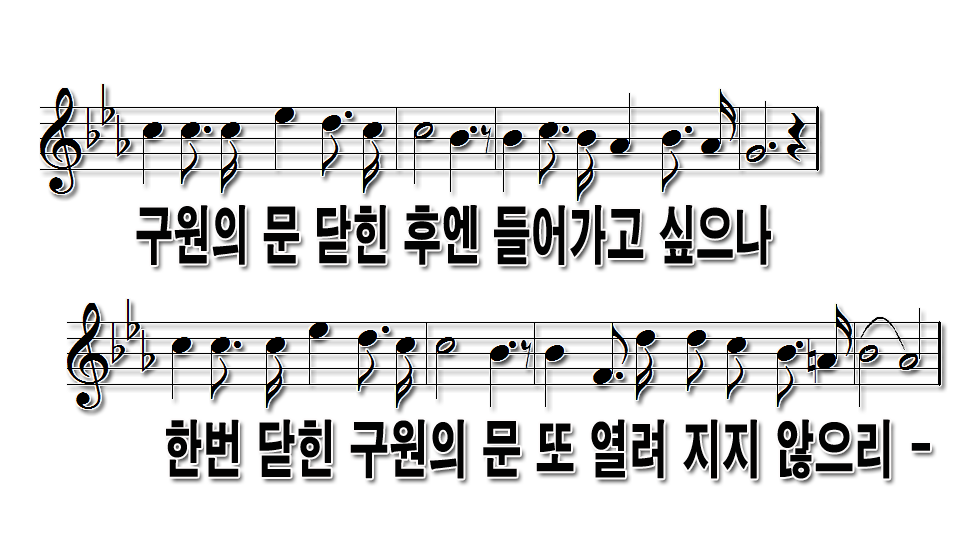 구원의 문 닫힌 후엔 들어가고 싶으나
한번 닫힌 구원의 문 또 열려 지지 않으리 -